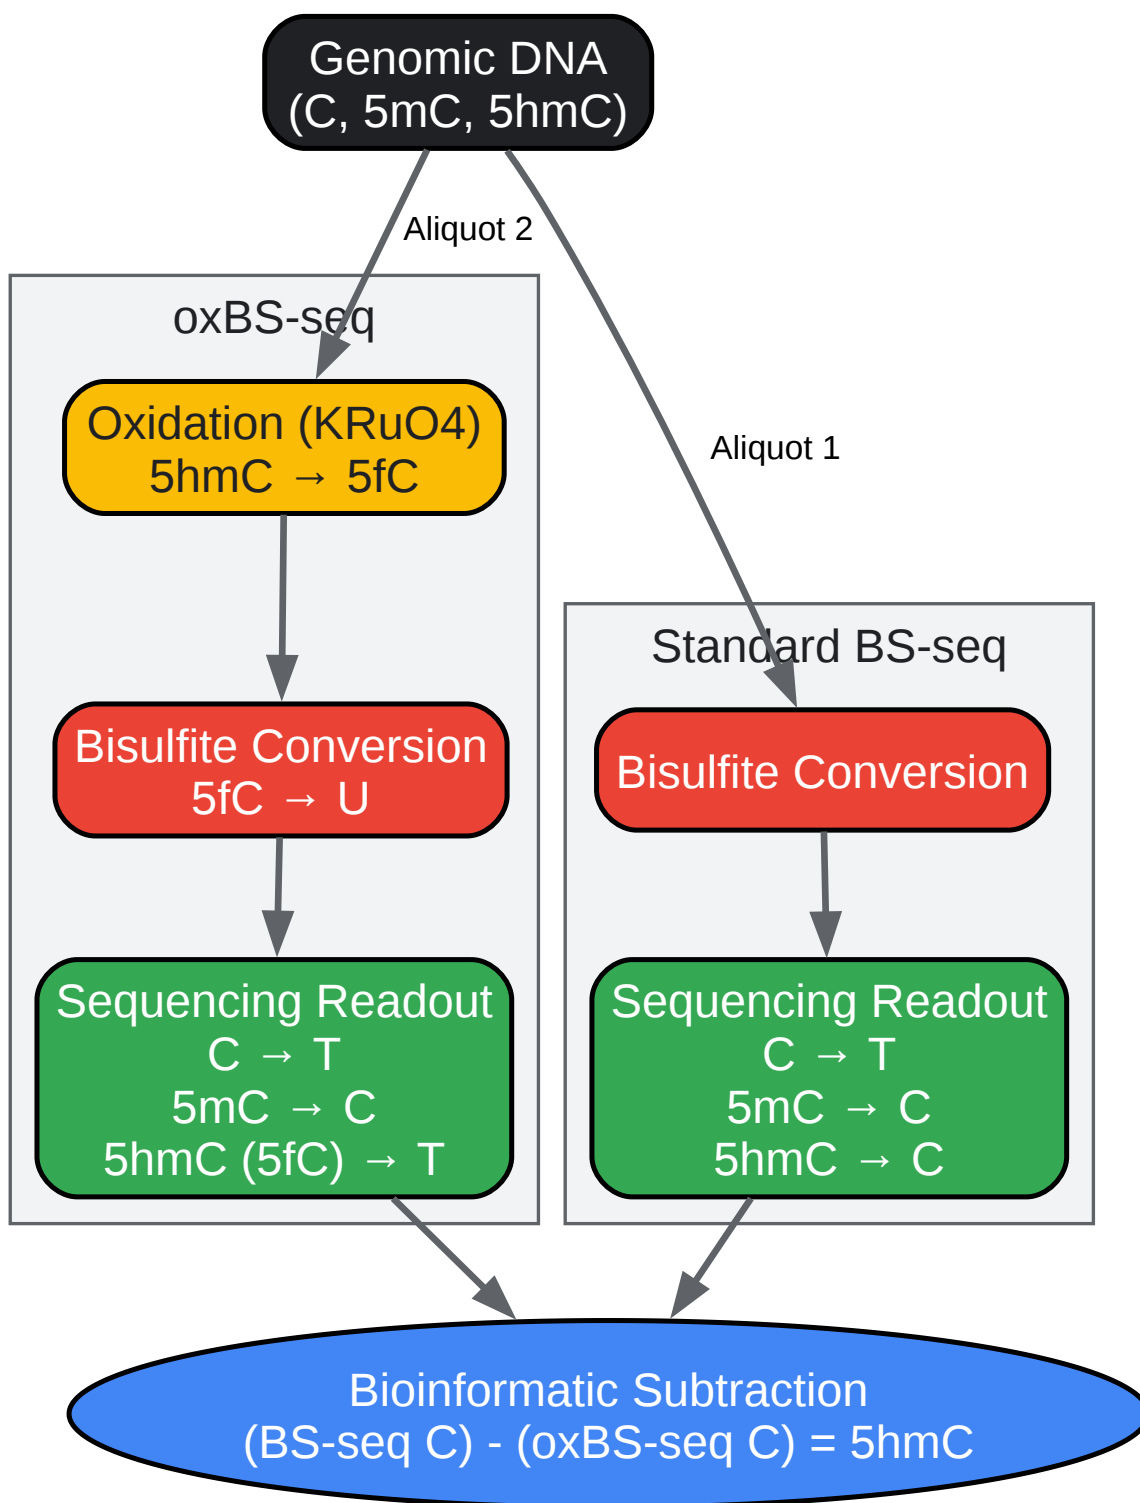 Genomic DNA
(C, 5mC, 5hmC)
Aliquot 2
Aliquot 1
oxBS-seq
Oxidation (KRuO4)
5hmC → 5fC
Bisulfite Conversion
5fC → U
Sequencing Readout
C → T
5mC → C
5hmC (5fC) → T
Standard BS-seq
Bisulfite Conversion
Sequencing Readout
C → T
5mC → C
5hmC → C
Bioinformatic Subtraction
(BS-seq C) - (oxBS-seq C) = 5hmC